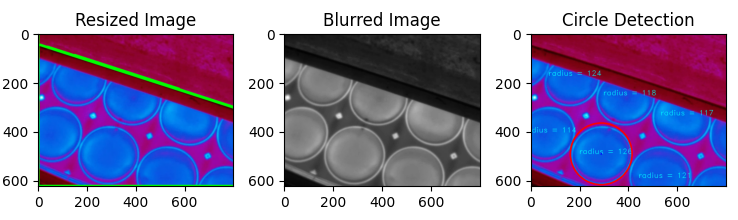 Resized Image
Blurred Image
Circle Detection
0
200
400
600
0
200
400
600
0
200
400
600
0
200
400
600
0
200
400
600
0
200
400
600
radius = 124
radius = 118
radius = 117
dius = 114
radius = 126
radius = 121